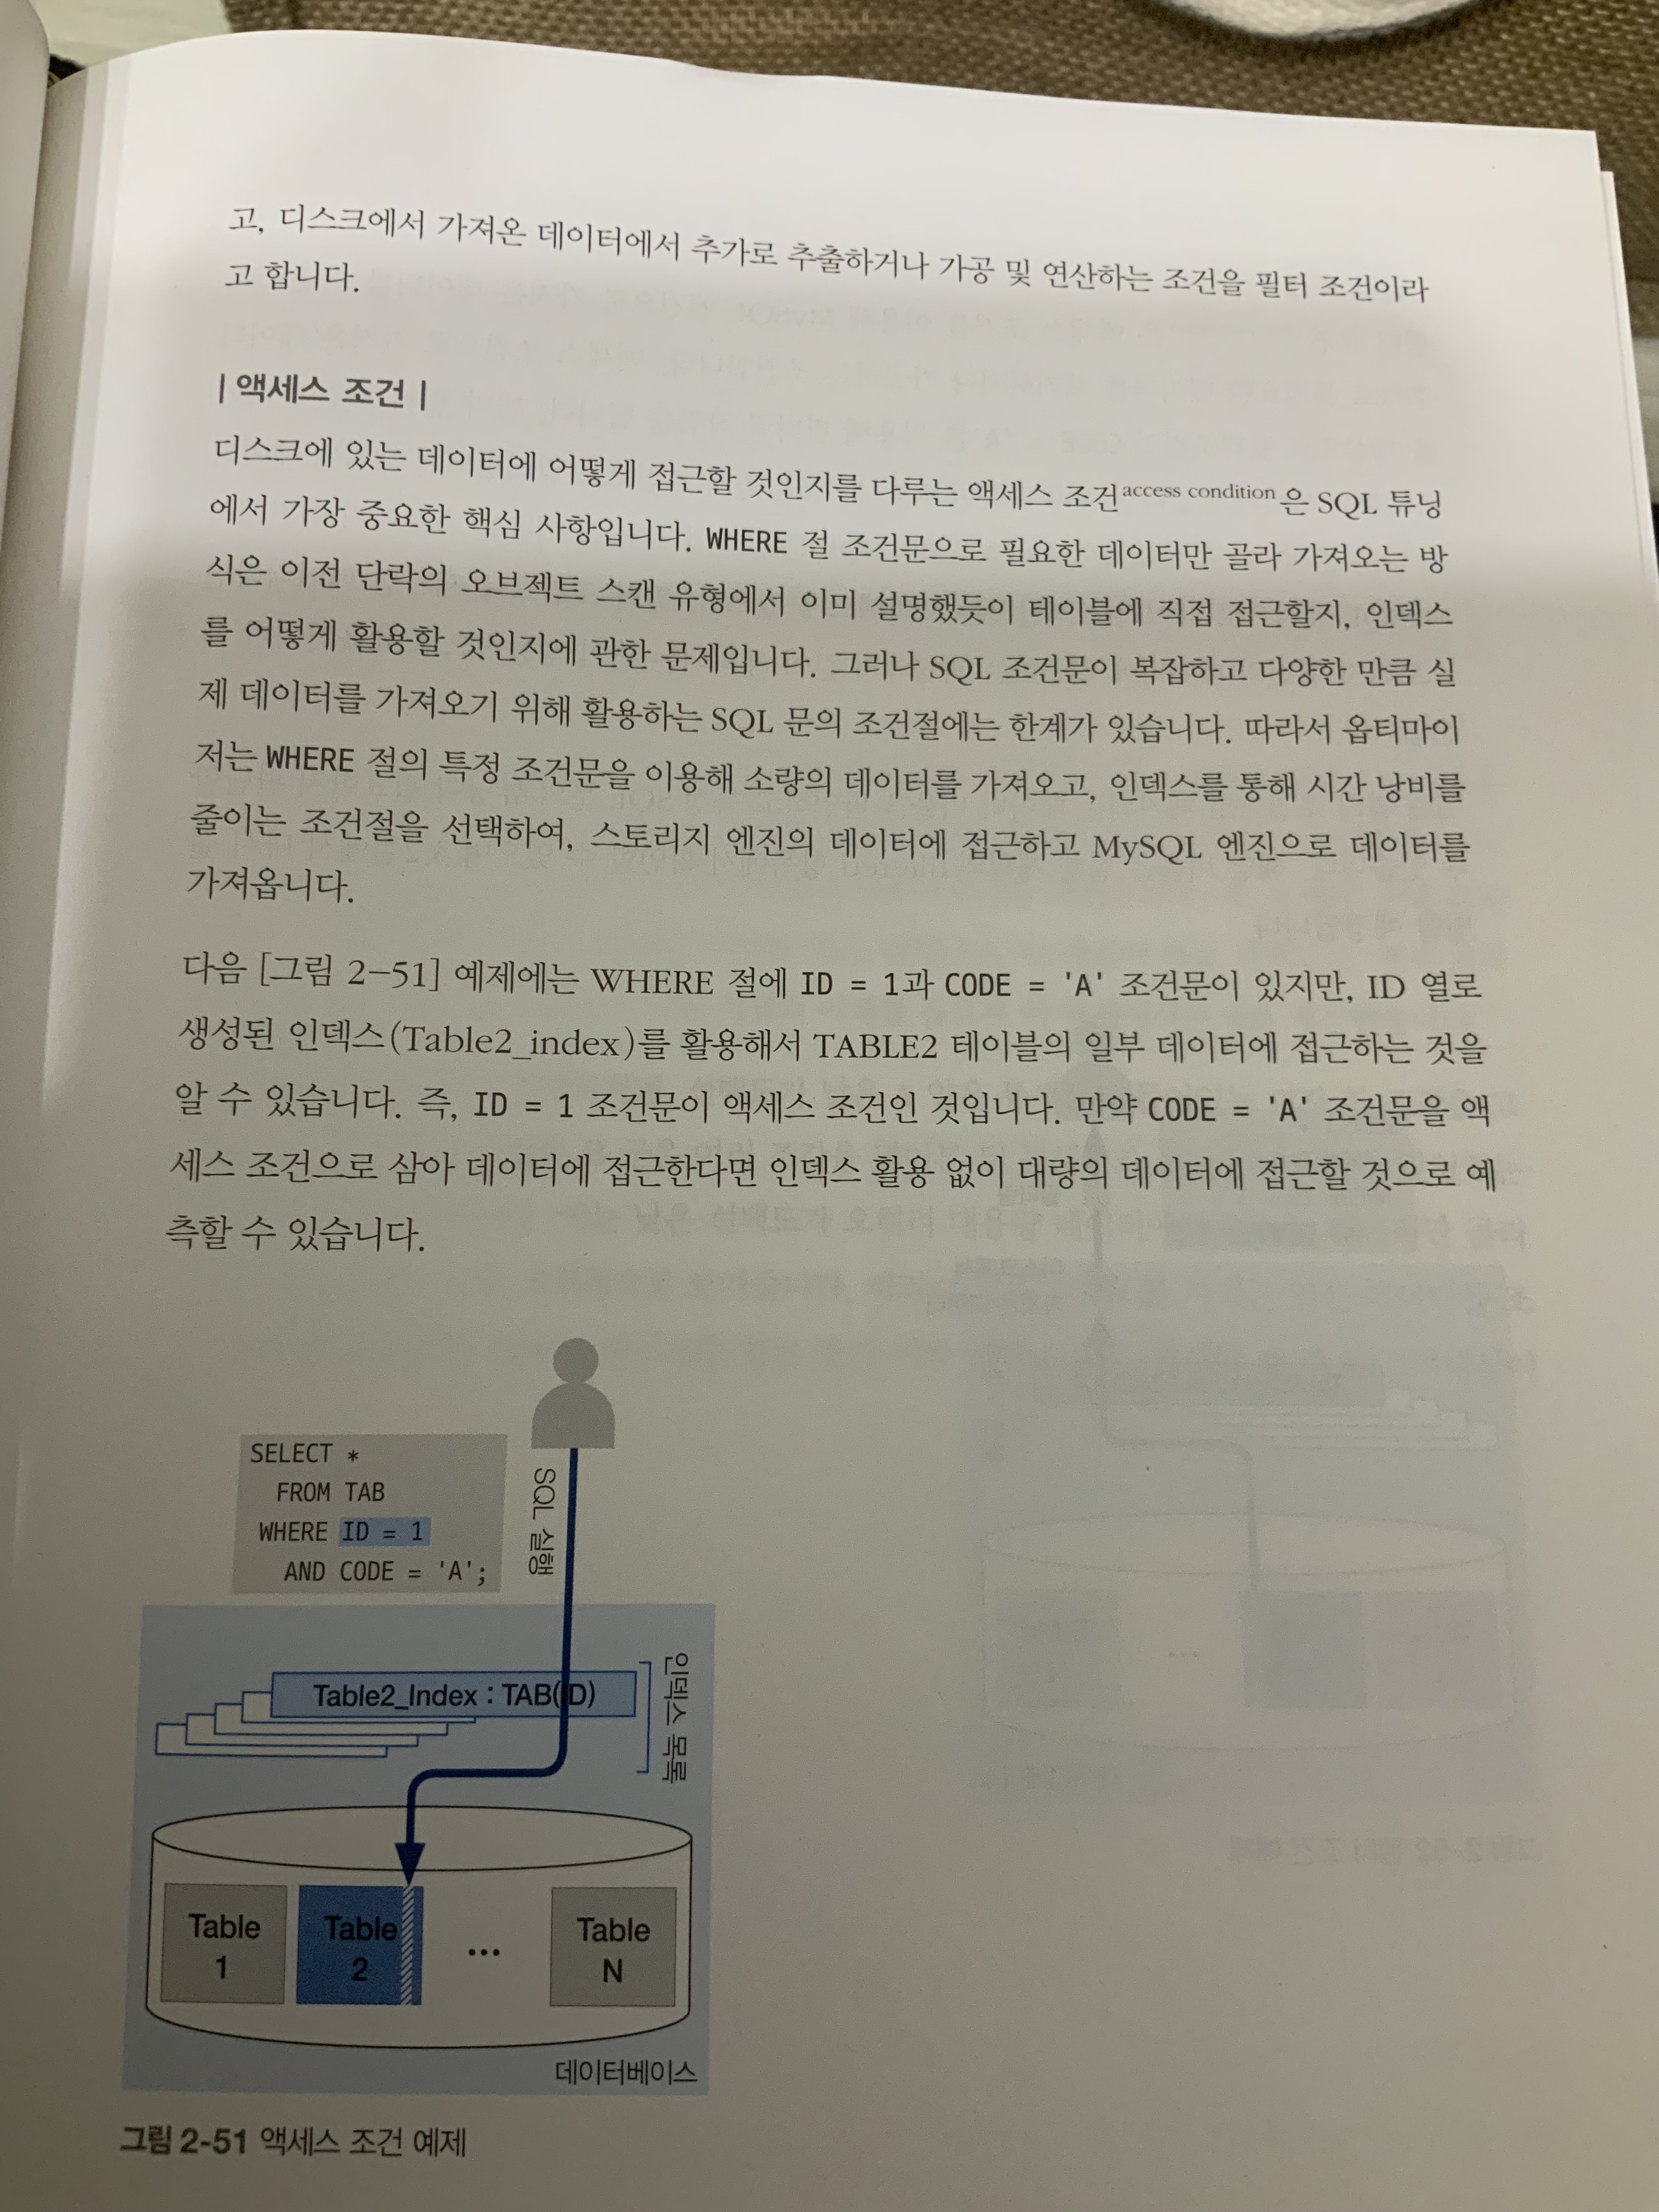 고, 디스크에서 가져온 데이터에서 추가로 추출하거나 가공 및 연산하는 조건을 필터 조건이라
고 합니다.
| 액세스 조건 |
디스크에 있는 데이터에 어떻게 접근할 것인지를 다루는 액세스 조건access condition은 SQL 튜닝
에서 가장 중요한 핵심 사항입니다. WHERE 절 조건문으로 필요한 데이터만 골라 가져오는 방
식은 이전 단락의 오브젝트 스캔 유형에서 이미 설명했듯이 테이블에 직접 접근할지, 인덱스
를 어떻게 활용할 것인지에 관한 문제입니다. 그러나 SQL 조건문이 복잡하고 다양한 만큼 실
제 데이터를 가져오기 위해 활용하는 SQL 문의 조건절에는 한계가 있습니다. 따라서 옵티마이
저는 WHERE 절의 특정 조건문을 이용해 소량의 데이터를 가져오고, 인덱스를 통해 시간 낭비를
줄이는 조건절을 선택하여, 스토리지 엔진의 데이터에 접근하고 MySQL 엔진으로 데이터를
가져옵니다.
다음 [그림 2-51] 예제에는 WHERE 절에 ID = 1과 CODE = 'A' 조건문이 있지만, ID 열로
생성된 인덱스(Table2_index)를 활용해서 TABLE2 테이블의 일부 데이터에 접근하는 것을
알 수 있습니다. 즉, ID = 1 조건문이 액세스 조건인 것입니다. 만약 CODE = 'A' 조건문을 액
세스 조건으로 삼아 데이터에 접근한다면 인덱스 활용 없이 대량의 데이터에 접근할 것으로 예
측할 수 있습니다.
SELECT *
FROM TAB
WHERE ID = 1
AND CODE = 'A';
SQL 실행
Table2_Index : TAB(ID)
인덱스 목록
Table
1
Table
2
...
Table
N
데이터베이스
그림 2-51 액세스 조건 예제